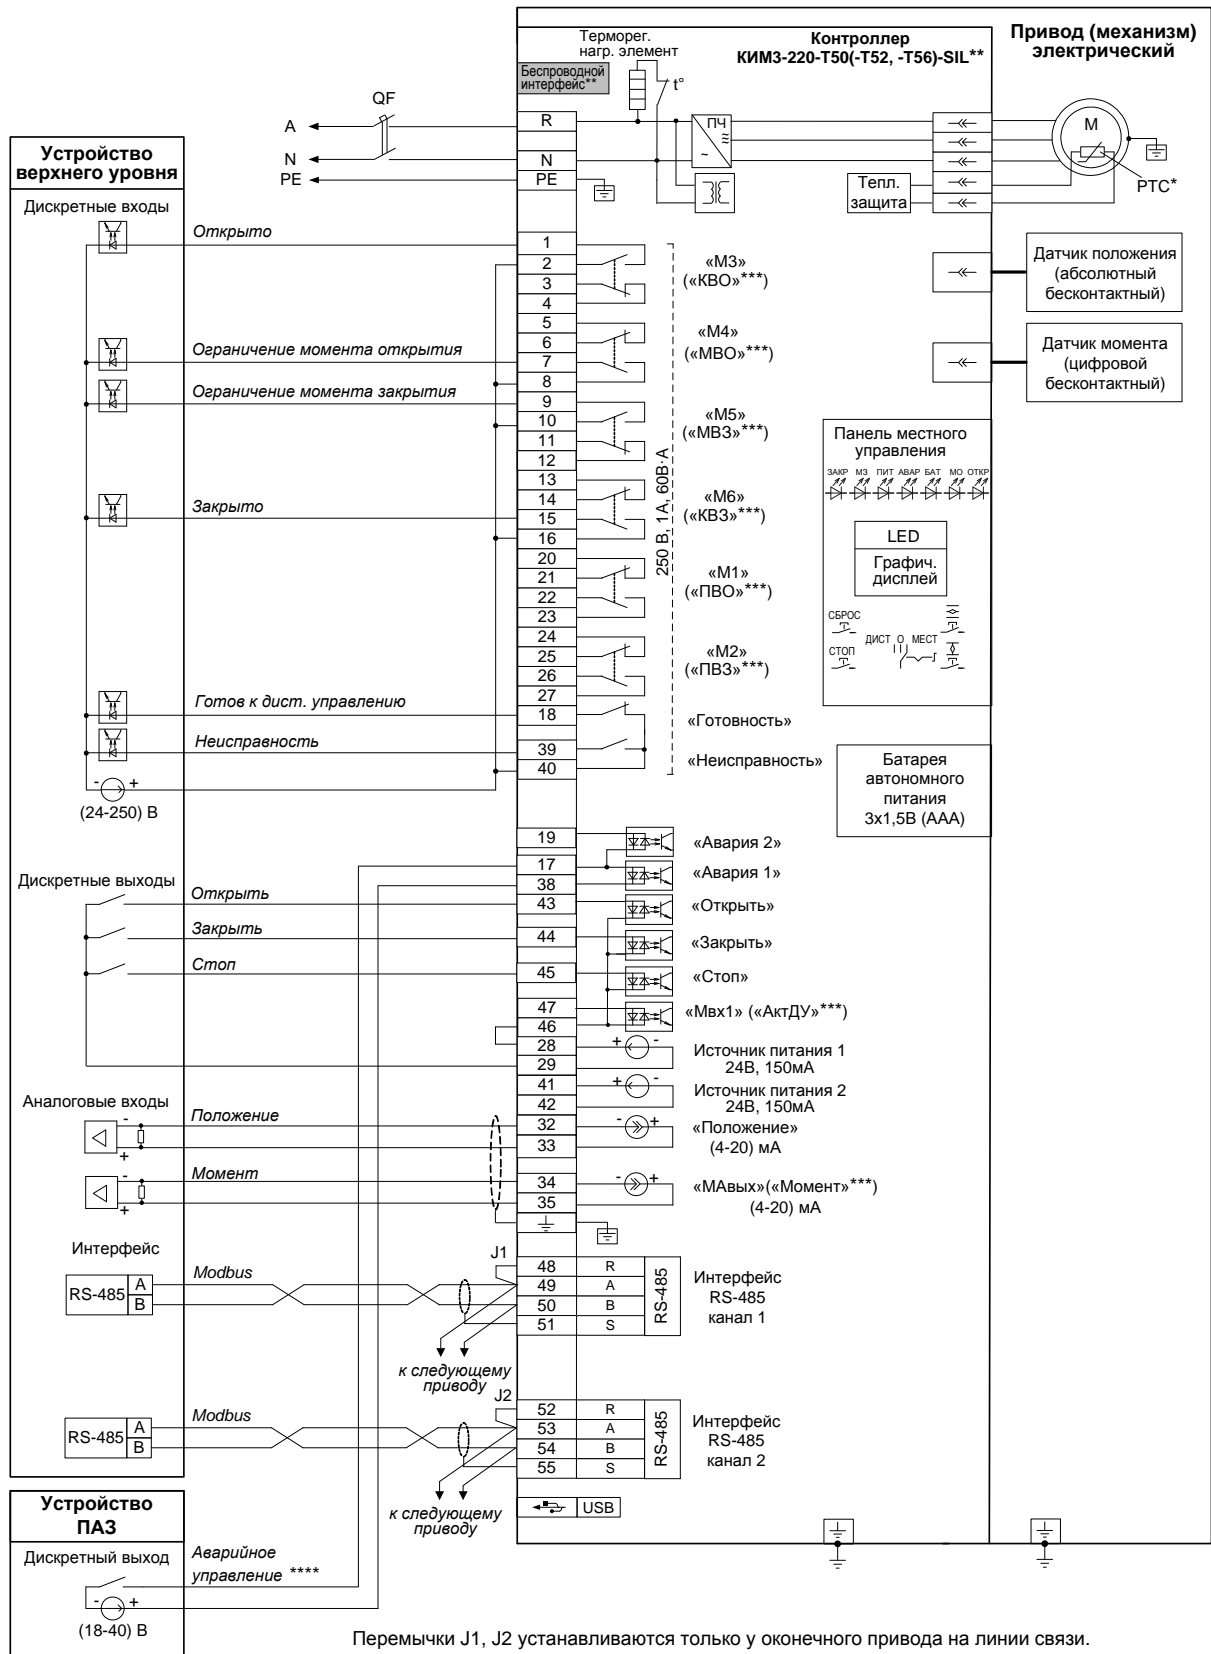 Привод (механизм)
электрический
Контроллер
КИМ3-220-Т50(-Т52, -Т56)-SIL**
Терморег.
нагр. элемент
Беспроводной
интерфейс**
t°
QF
A
N
PE
R
N
PE
ПЧ
≈
~
M
PTC*
Тепл.
защита
Устройство
верхнего уровня
Дискретные входы
Открыто
Ограничение момента открытия
Ограничение момента закрытия
Закрыто
Готов к дист. управлению
Неисправность
- +
(24-250) В
1
2
3
4
5
6
7
8
9
10
11
12
13
14
15
16
20
21
22
23
24
25
26
27
18
39
40
«М3»
(«КВО»***)
«М4»
(«МВО»***)
«М5»
(«МВЗ»***)
«М6»
(«КВЗ»***)
«М1»
(«ПВО»***)
«М2»
(«ПВЗ»***)
«Готовность»
«Неисправность»
250 В, 1А, 60В·А
Датчик положения
(абсолютный
бесконтактный)
Датчик момента
(цифровой
бесконтактный)
Панель местного
управления
ЗАКР МЗ ПИТ АВАР БАТ МО ОТКР
LED
Графич.
дисплей
СБРОС
СТОП
ДИСТ О МЕСТ
Батарея
автономного
питания
3х1,5В (ААА)
Дискретные выходы
Открыть
Закрыть
Стоп
19
17
38
43
44
45
47
46
28
29
41
42
32
33
34
35
«Авария 2»
«Авария 1»
«Открыть»
«Закрыть»
«Стоп»
«Мвх1» («АктДУ»***)
+ -
Источник питания 1
24В, 150мА
+ -
Источник питания 2
24В, 150мА
- +
«Положение»
(4-20) мА
- +
«МАвых»(«Момент»***)
(4-20) мА
Аналоговые входы
Положение
-
+
Момент
-
+
Интерфейс
RS-485
A
B
Modbus
J1
48 R
49 A
50 B
51 S
RS-485
Интерфейс
RS-485
канал 1
к следующему
приводу
RS-485
A
B
Modbus
J2
52 R
53 A
54 B
55 S
RS-485
Интерфейс
RS-485
канал 2
к следующему
приводу
USB
Устройство
ПАЗ
Дискретный выход
Аварийное
управление ****
- +
(18-40) В
Перемычки J1, J2 устанавливаются только у оконечного привода на линии связи.